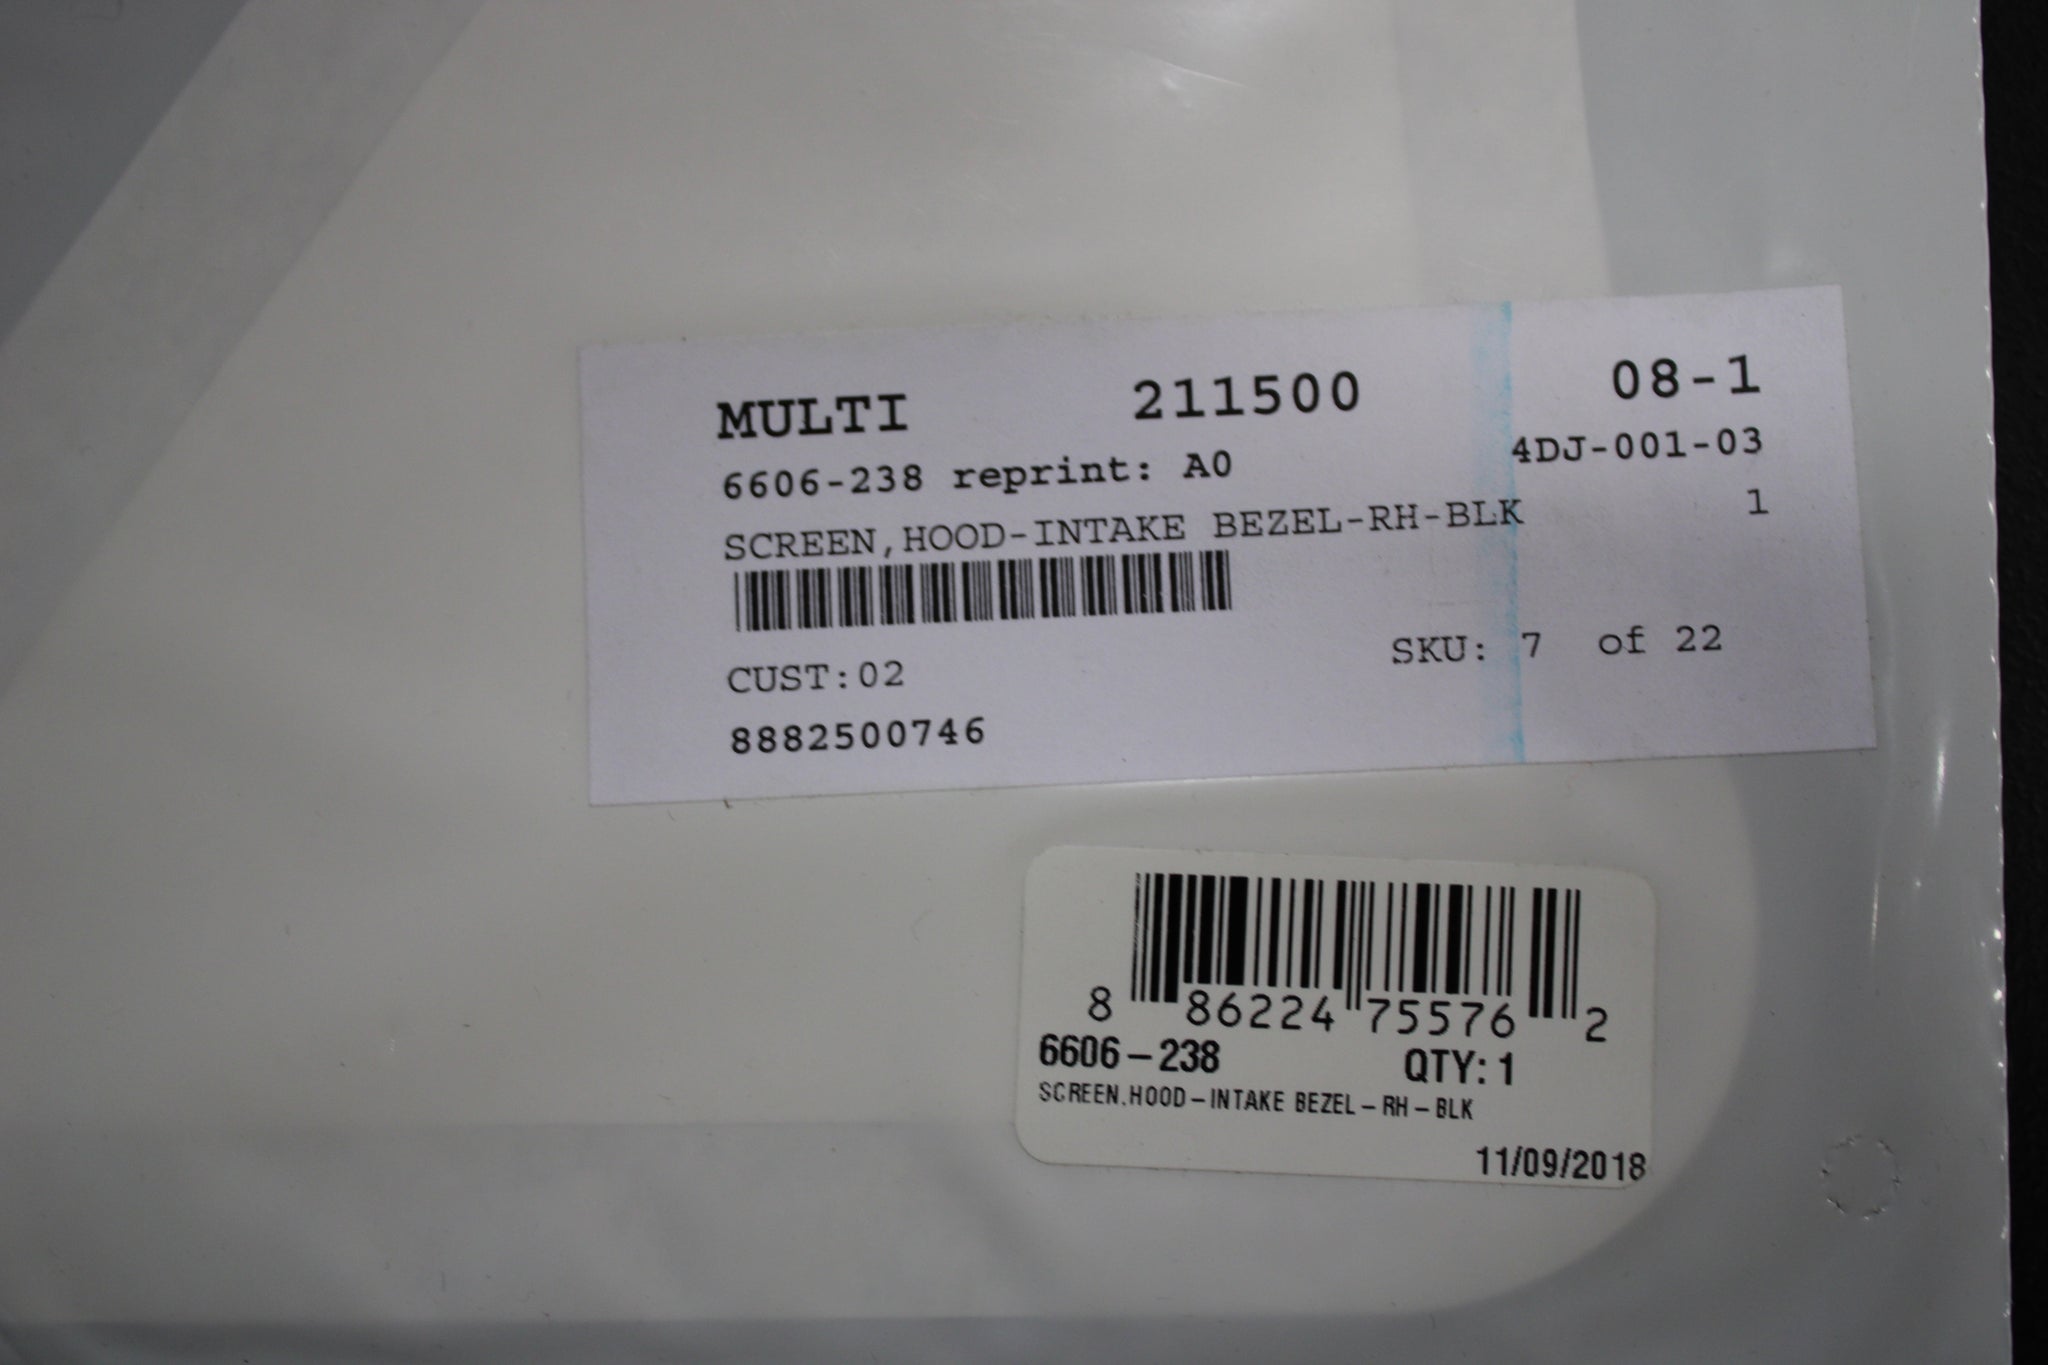 MULTI 211500 08-1
6606-238 reprint: A0 4DJ-001-03
SCREEN,HOOD-INTAKE BEZEL-RH-BLK 1
CUST:02 SKU: 7 of 22
8882500746
8 86224 75576 2
6606-238 QTY: 1
SCREEN.HOOD-INTAKE BEZEL-RH-BLK
11/09/2018